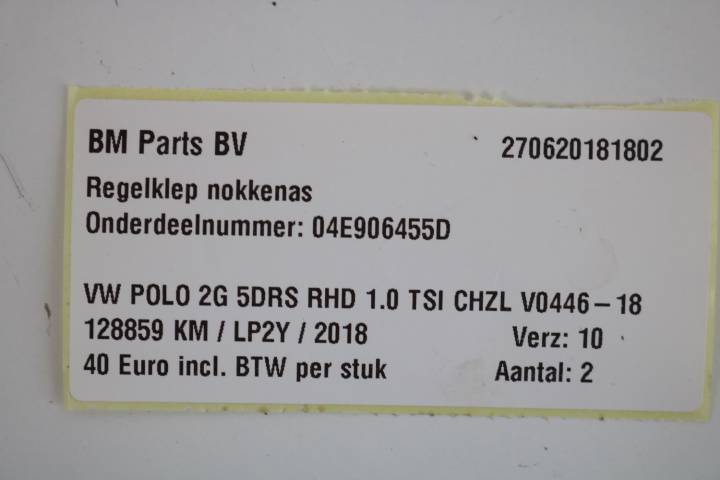 BM Parts BV 270620181802
Regelklep nokkenas
Onderdeelnummer: 04E906455D
VW POLO 2G 5DRS RHD 1.0 TSI CHZL V0446-18
128859 KM / LP2Y / 2018 Verz: 10
40 Euro incl. BTW per stuk Aantal: 2